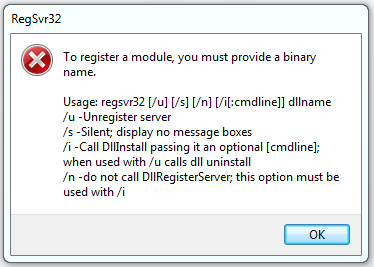 RegSvr32
To register a module, you must provide a binary
name.
Usage: regsvr32 [/u] [/s] [/n] [/i[:cmdline]] dllname
/u -Unregister server
/s -Silent; display no message boxes
/i -Call DllInstall passing it an optional [cmdline];
when used with /u calls dll uninstall
/n -do not call DllRegisterServer; this option must be
used with /i
OK